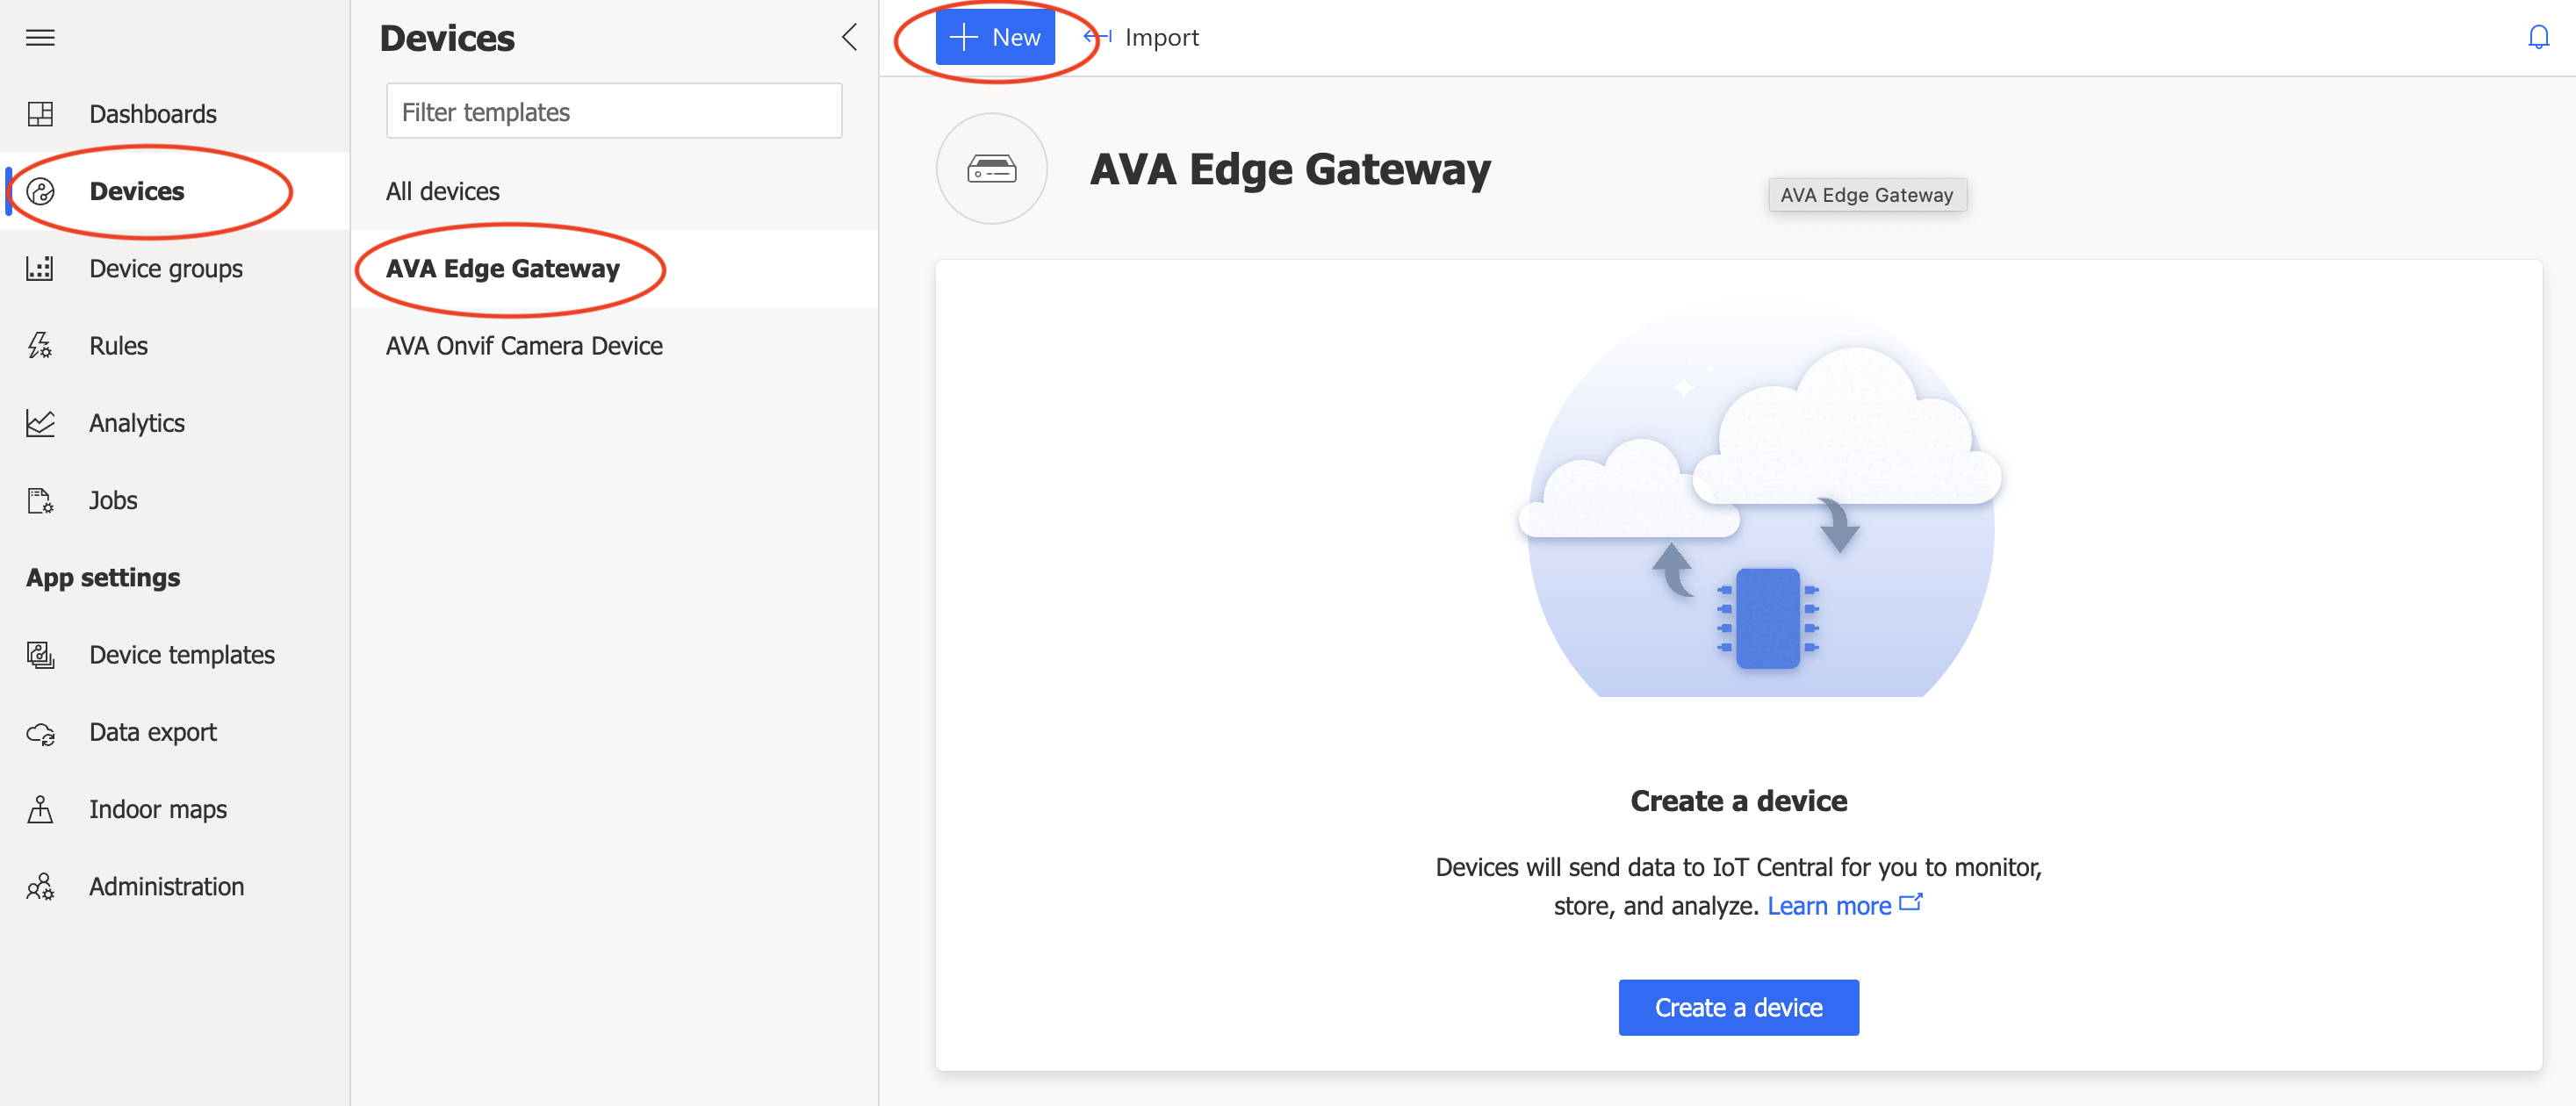 Dashboards
Devices
Device groups
Rules
Analytics
Jobs
App settings
Device templates
Data export
Indoor maps
Administration
Devices
Filter templates
All devices
AVA Edge Gateway
AVA Onvif Camera Device
New
Import
AVA Edge Gateway
AVA Edge Gateway
Create a device
Devices will send data to IoT Central for you to monitor,
store, and analyze. Learn more
Create a device